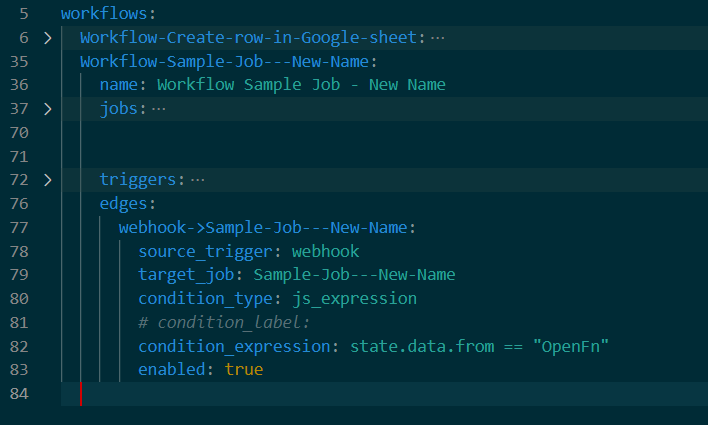 5 workflows:
6 > Workflow-Create-row-in-Google-sheet:···
35 Workflow-Sample-Job---New-Name:
36 name: Workflow Sample Job - New Name
37 > jobs:···
70
71
72 > triggers:···
76 edges:
77 webhook->Sample-Job---New-Name:
78 source_trigger: webhook
79 target_job: Sample-Job---New-Name
80 condition_type: js_expression
81 # condition_label:
82 condition_expression: state.data.from == "OpenFn"
83 enabled: true
84